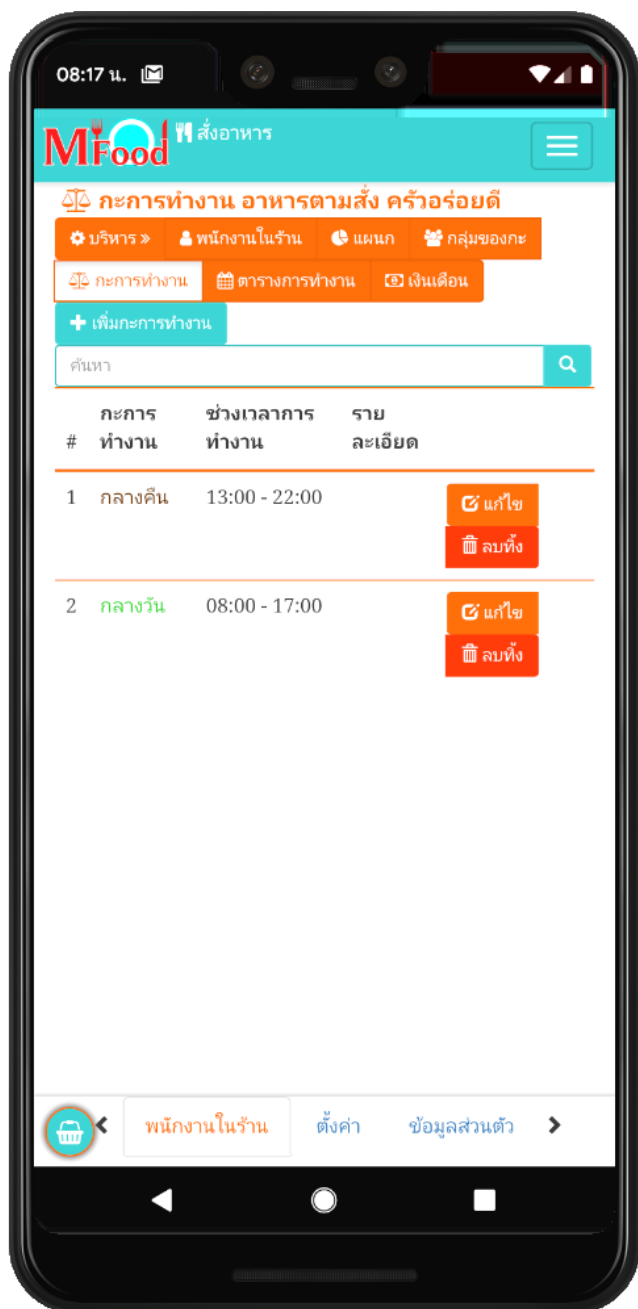 08:17 น.
MFood สั่งอาหาร
กะการทำงาน อาหารตามสั่ง ครัวอร่อยดี
บริหาร » พนักงานในร้าน แผนก กลุ่มของกะ
กะการทำงาน ตารางการทำงาน เงินเดือน
เพิ่มกะการทำงาน
ค้นหา
# กะการทำงาน ช่วงเวลาการทำงาน รายละเอียด
1 กลางคืน 13:00 - 22:00 แก้ไข
ลบทิ้ง
2 กลางวัน 08:00 - 17:00 แก้ไข
ลบทิ้ง
พนักงานในร้าน ตั้งค่า ข้อมูลส่วนตัว